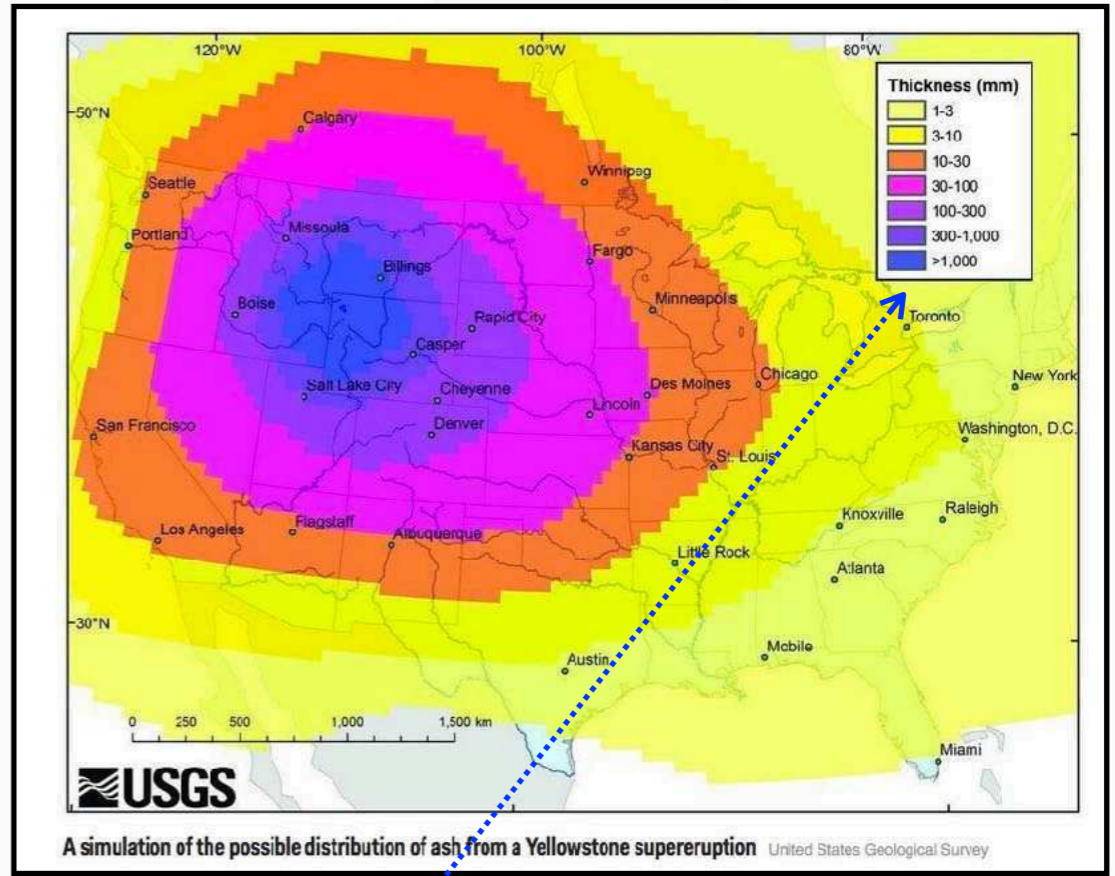 120°W 100°W 80°W
Thickness (mm)
50°N
1-3
3-10
Calgary
10-30
Winnipeg
30-100
Seattle
100-300
Missoula
300-1,000
Portland
Fargo
>1,000
Billings
Boise
Minneapolis
Rapid City
Toronto
Casper
Chicago
New York
Salt Lake City
Cheyenne
Des Moines
Lincoln
San Francisco
Denver
Washington, D.C.
Kansas City
St. Louis
Knoxville
Raleigh
Los Angeles
Flagstaff
Albuquerque
Little Rock
Atlanta
30°N
Mobile
Austin
0 250 500 1,000 1,500 km
Miami
USGS
A simulation of the possible distribution of ash from a Yellowstone supereruption United States Geological Survey